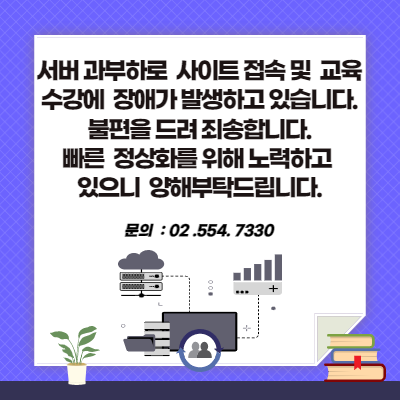 서버 과부하로 사이트 접속 및 교육
수강에 장애가 발생하고 있습니다.
불편을 드려 죄송합니다.
빠른 정상화를 위해 노력하고
있으니 양해부탁드립니다.
문의 : 02 .554. 7330